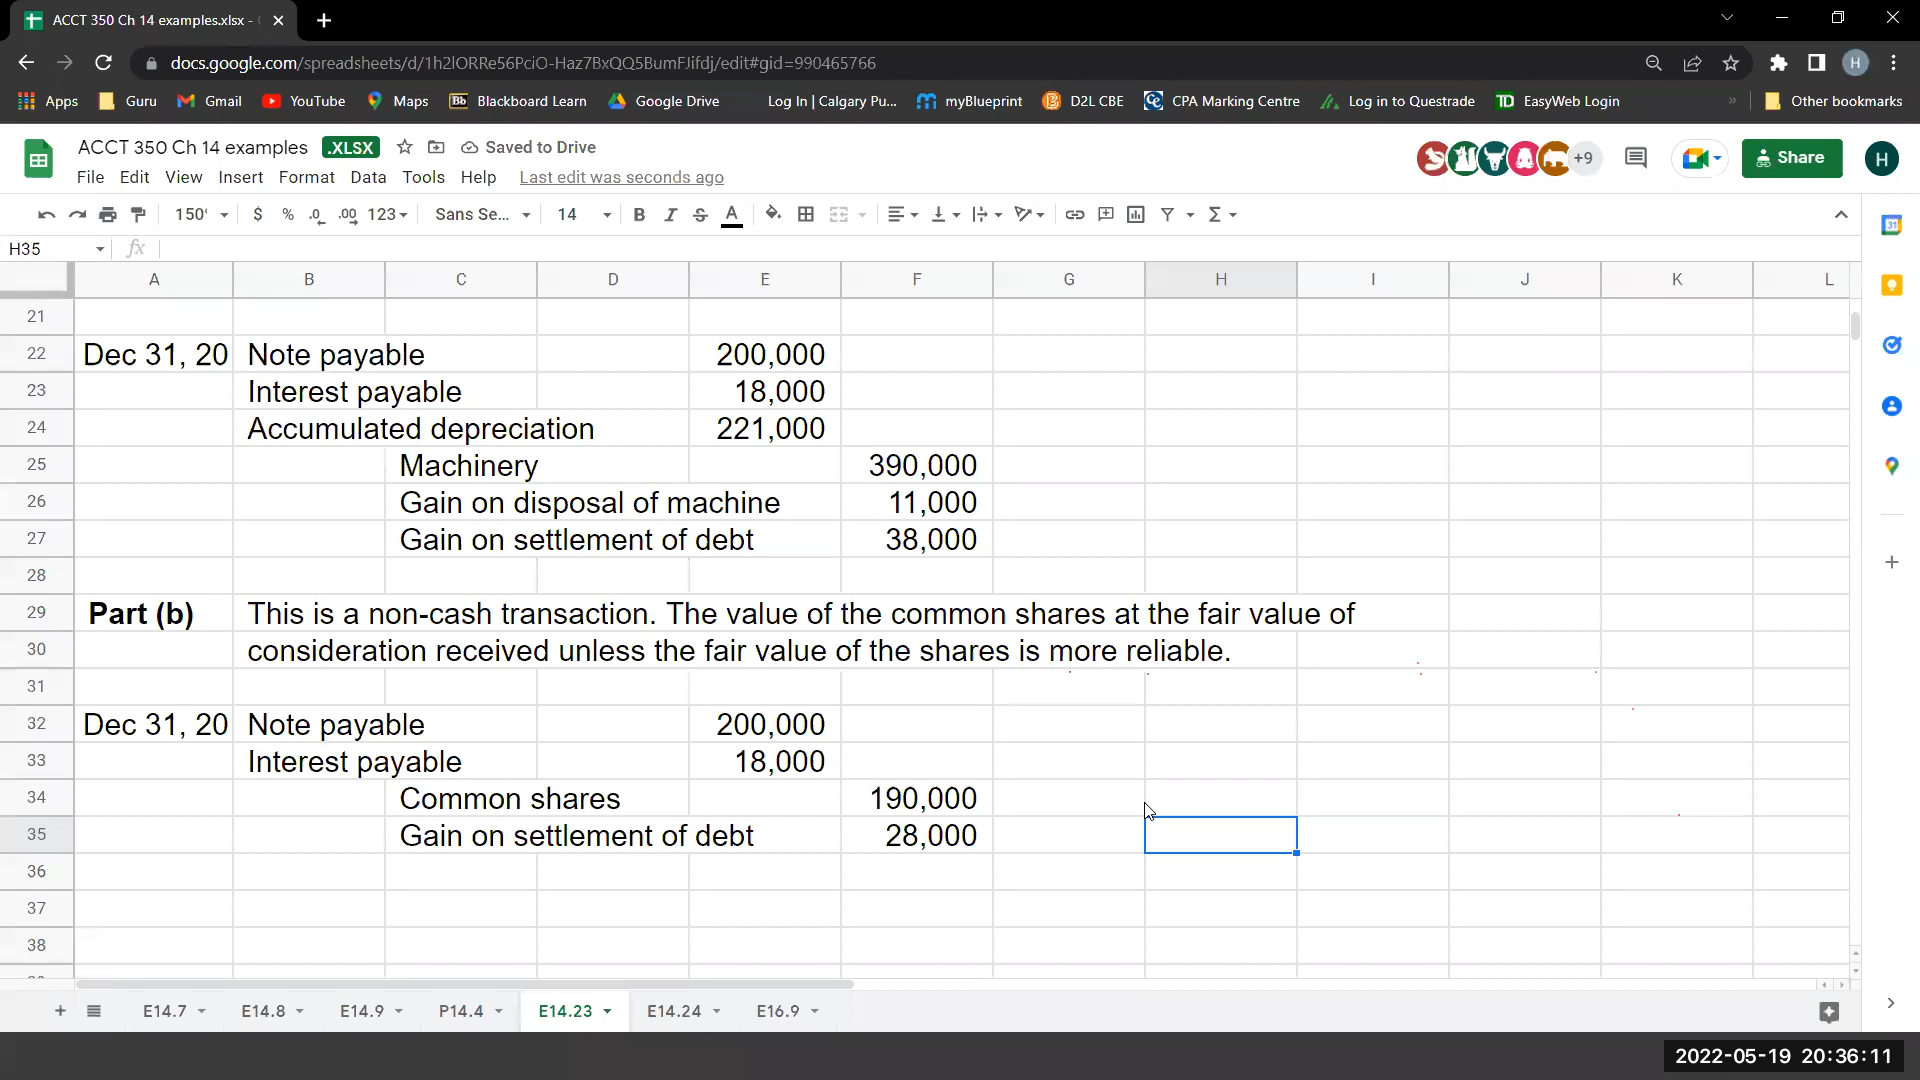 ACCT 350 Ch 14 examples.xlsx -
docs.google.com/spreadsheets/d/1h2lORRe56PciO-Haz7BxQQ5BumFJifdj/edit#gid=990465766
Apps Guru Gmail YouTube Maps Bb Blackboard Learn Google Drive Log In | Calgary Pu... myBlueprint D2L CBE CPA Marking Centre Log in to Questrade TD EasyWeb Login » Other bookmarks
ACCT 350 Ch 14 examples .XLSX Saved to Drive +9 Share H
File Edit View Insert Format Data Tools Help Last edit was seconds ago
150% $ % .0 .00 123 Sans Se... 14 B I S A
H35 fx
A B C D E F G H I J K L
21
22 Dec 31, 20 Note payable 200,000
23 Interest payable 18,000
24 Accumulated depreciation 221,000
25 Machinery 390,000
26 Gain on disposal of machine 11,000
27 Gain on settlement of debt 38,000
28
29 Part (b) This is a non-cash transaction. The value of the common shares at the fair value of
30 consideration received unless the fair value of the shares is more reliable.
31
32 Dec 31, 20 Note payable 200,000
33 Interest payable 18,000
34 Common shares 190,000
35 Gain on settlement of debt 28,000
36
37
38
E14.7 E14.8 E14.9 P14.4 E14.23 E14.24 E16.9
2022-05-19 20:36:11